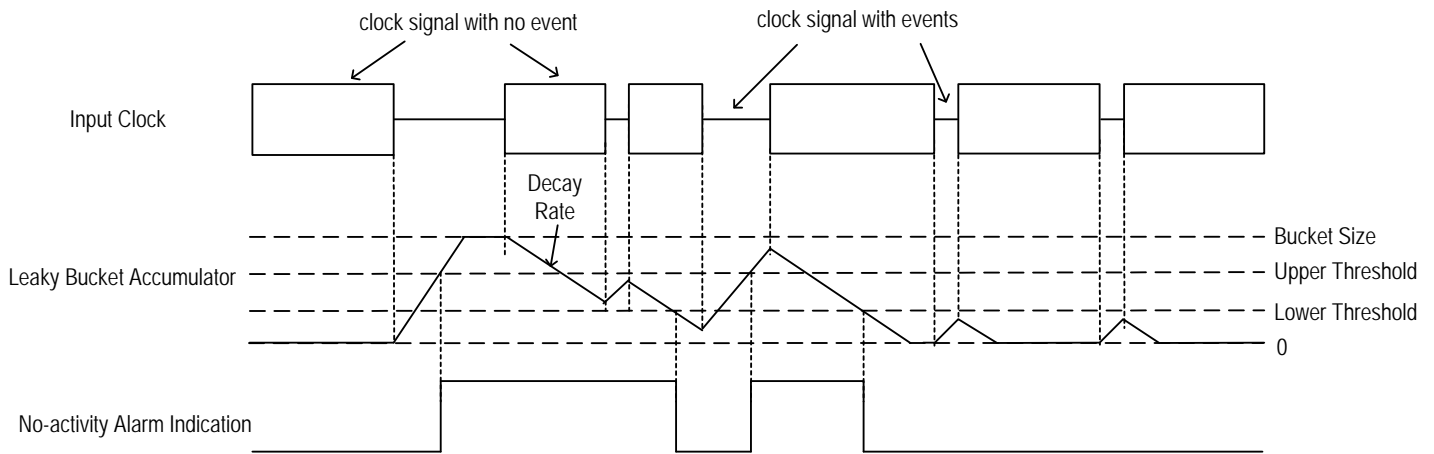 clock signal with no event
clock signal with events
Input Clock
Decay
Rate
Bucket Size
Leaky Bucket Accumulator
Upper Threshold
Lower Threshold
0
No-activity Alarm Indication